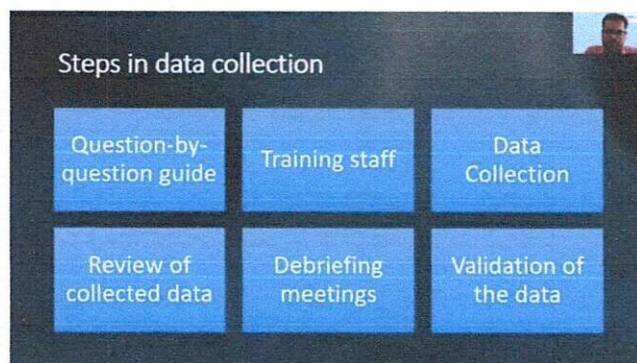 Steps in data collection
Question-by-
question guide
Training staff
Data
Collection
Review of
collected data
Debriefing
meetings
Validation of
the data